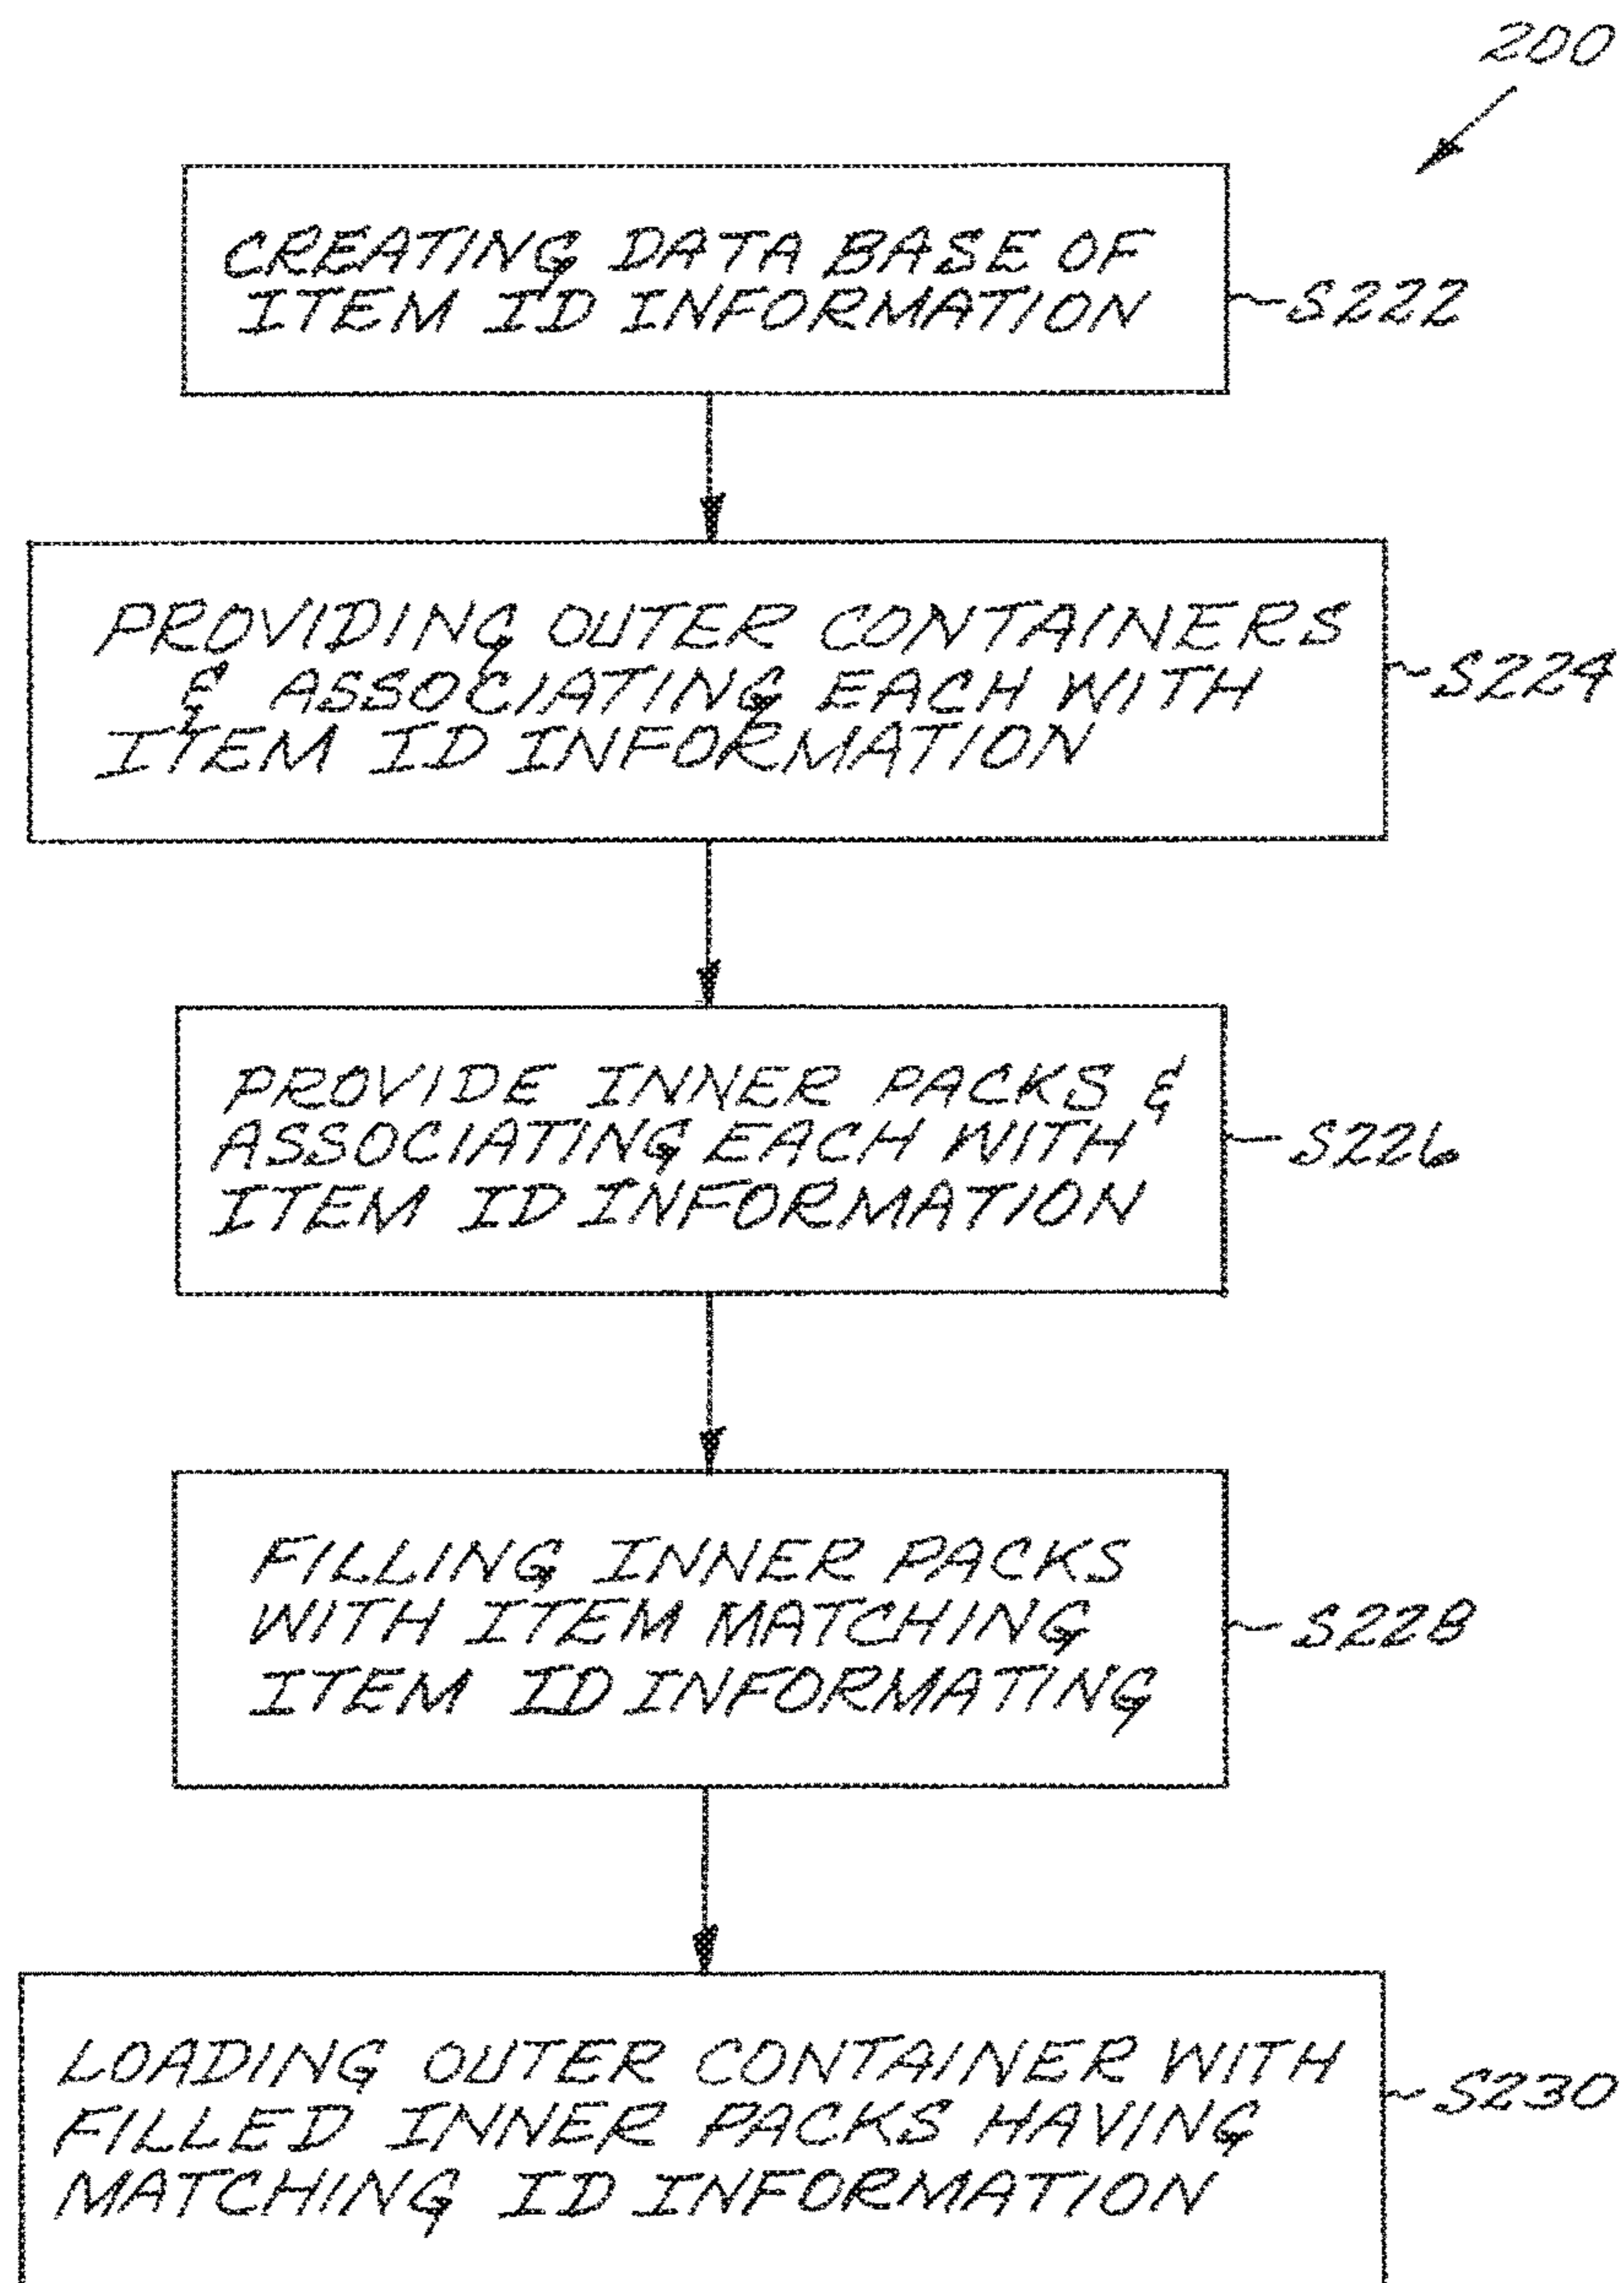 200
CREATING DATA BASE OF
ITEM ID INFORMATION
S222
PROVIDING OUTER CONTAINERS
& ASSOCIATING EACH WITH
ITEM ID INFORMATION
S224
PROVIDE INNER PACKS &
ASSOCIATING EACH WITH
ITEM ID INFORMATION
S226
FILLING INNER PACKS
WITH ITEM MATCHING
ITEM ID INFORMATING
S228
LOADING OUTER CONTAINER WITH
FILLED INNER PACKS HAVING
MATCHING ID INFORMATION
S230